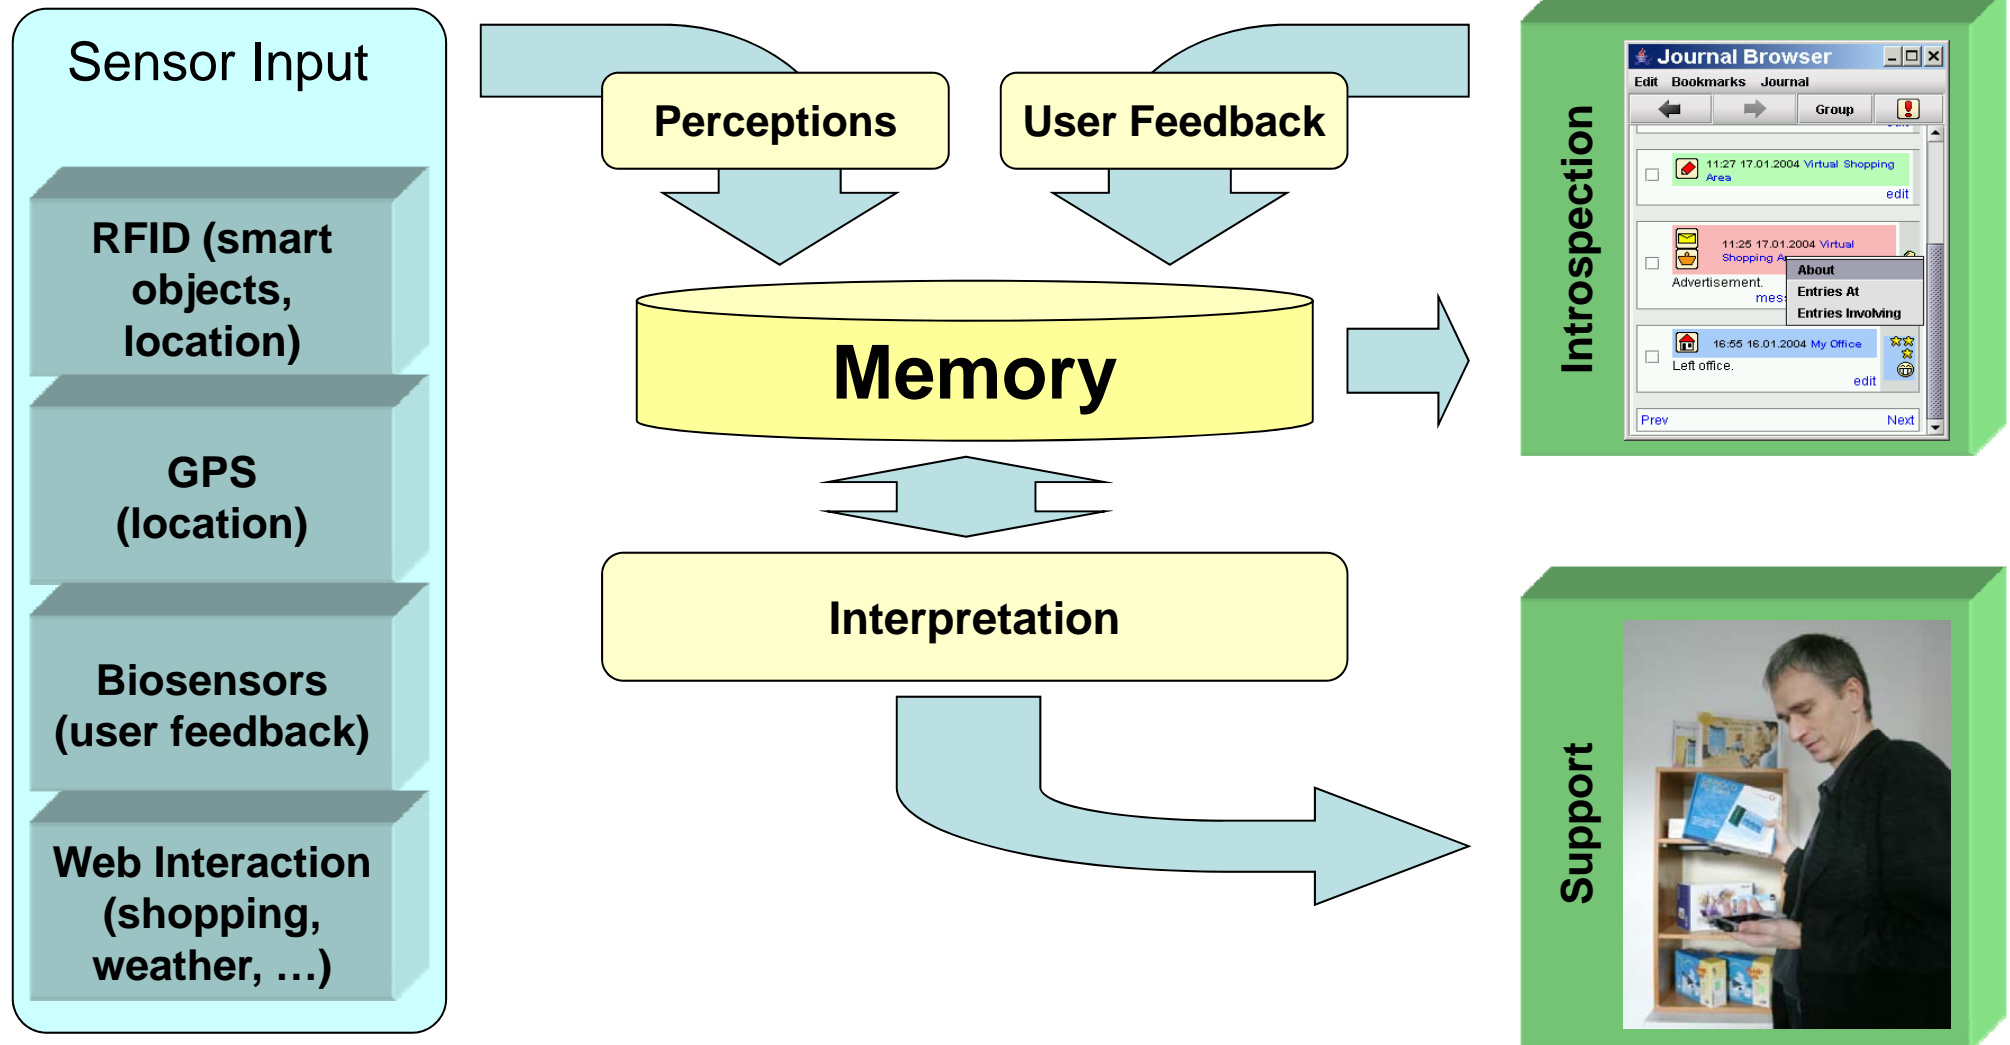 Sensor Input
RFID (smart
objects,
location)
GPS
(location)
Biosensors
(user feedback)
Web Interaction
(shopping,
weather, …)
Perceptions
User Feedback
Memory
Interpretation
Introspection
Journal Browser
Edit Bookmarks Journal
Group
11:27 17.01.2004 Virtual Shopping
Area
edit
11:25 17.01.2004 Virtual
Shopping
Advertisement.
About
Entries At
Entries Involving
16:55 16.01.2004 My Office
Left office.
edit
Prev Next
Support